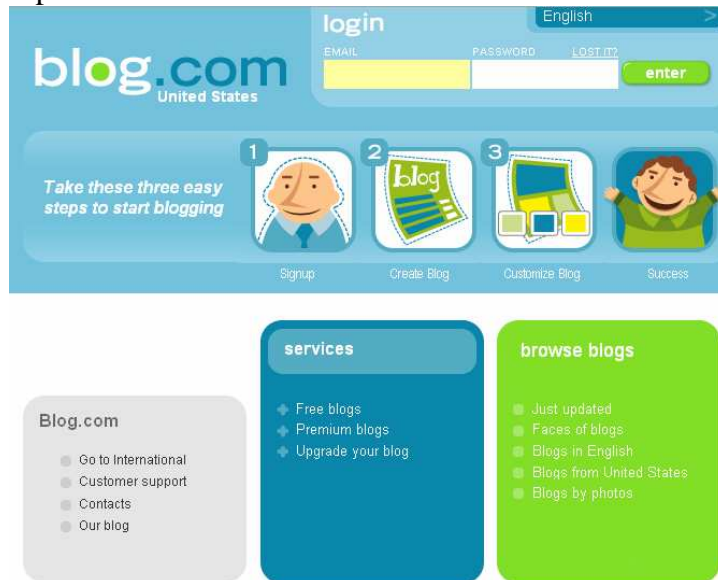 login
English >
EMAIL PASSWORD LOST IT?
blog.com
United States
enter
1 2 3
blog
Take these three easy
steps to start blogging
Signup Create Blog Customize Blog Success
Blog.com
Go to International
Customer support
Contacts
Our blog
services
Free blogs
Premium blogs
Upgrade your blog
browse blogs
Just updated
Faces of blogs
Blogs in English
Blogs from United States
Blogs by photos